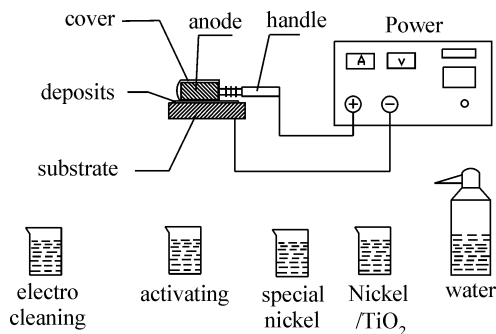 cover
anode
handle
Power
A
v
deposits
+
−
substrate
electro
cleaning
activating
special
nickel
Nickel
/TiO₂
water